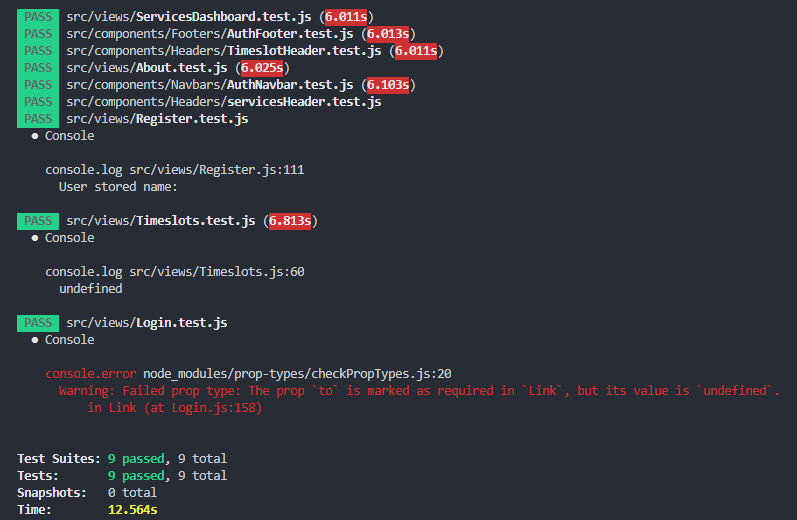 PASS src/views/ServicesDashboard.test.js (6.011s)
PASS src/components/Footers/AuthFooter.test.js (6.013s)
PASS src/components/Headers/TimeslotHeader.test.js (6.011s)
PASS src/views/About.test.js (6.025s)
PASS src/components/Navbars/AuthNavbar.test.js (6.103s)
PASS src/components/Headers/servicesHeader.test.js
PASS src/views/Register.test.js
● Console
console.log src/views/Register.js:111
User stored name:
PASS src/views/Timeslots.test.js (6.813s)
● Console
console.log src/views/Timeslots.js:60
undefined
PASS src/views/Login.test.js
● Console
console.error node_modules/prop-types/checkPropTypes.js:20
Warning: Failed prop type: The prop `to` is marked as required in `Link`, but its value is `undefined`.
in Link (at Login.js:158)
Test Suites: 9 passed, 9 total
Tests: 9 passed, 9 total
Snapshots: 0 total
Time: 12.564s